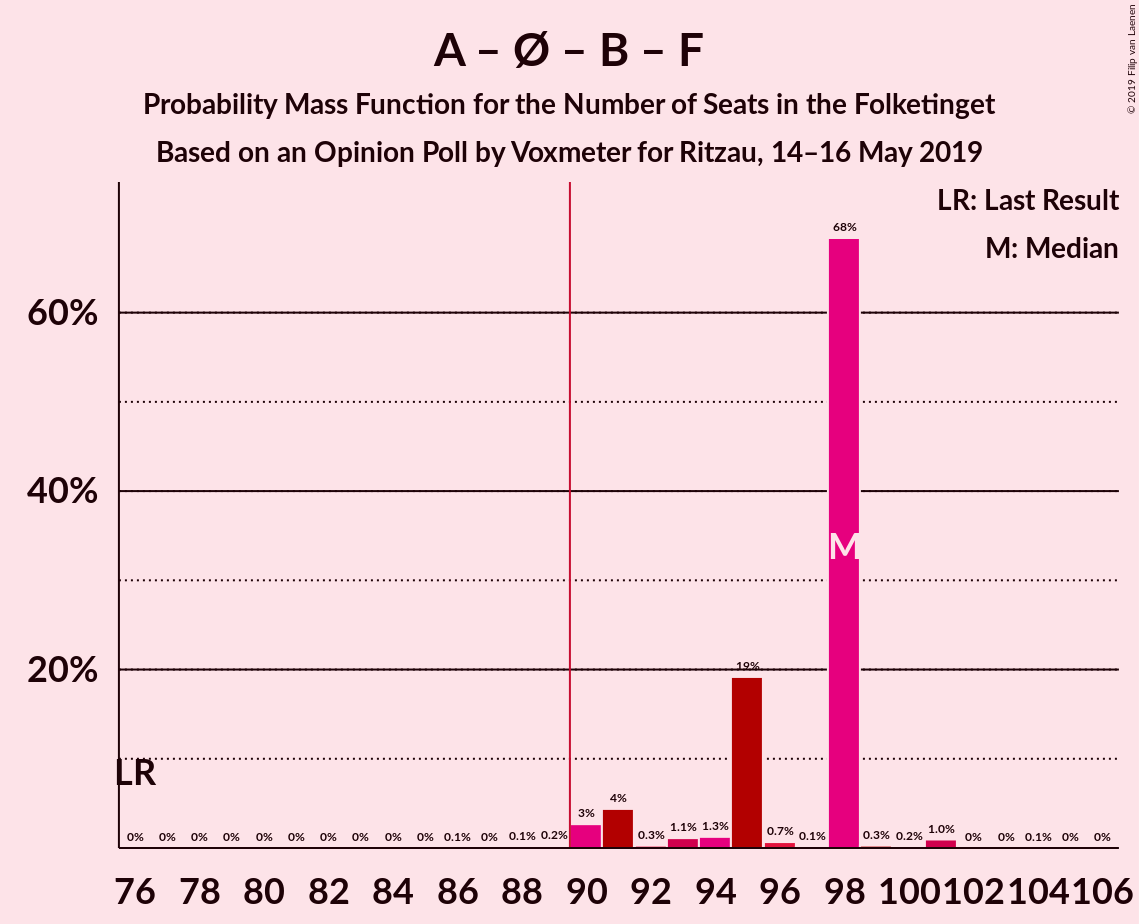 A – Ø – B – F
Probability Mass Function for the Number of Seats in the Folketinget
Based on an Opinion Poll by Voxmeter for Ritzau, 14–16 May 2019
© 2019 Filip van Laenen
LR: Last Result
M: Median
60%
40%
20%
LR
M
0% 0% 0% 0% 0% 0% 0% 0% 0% 0% 0.1% 0% 0.1% 0.2% 3% 4% 0.3% 1.1% 1.3% 19% 0.7% 0.1% 68% 0.3% 0.2% 1.0% 0% 0% 0.1% 0% 0%
76 78 80 82 84 86 88 90 92 94 96 98 100 102 104 106